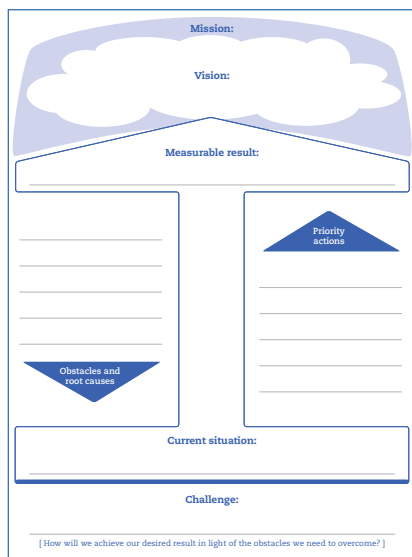 Mission:
Vision:
Measurable result:
Priority
actions
Obstacles and
root causes
Current situation:
Challenge:
[ How will we achieve our desired result in light of the obstacles we need to overcome? ]